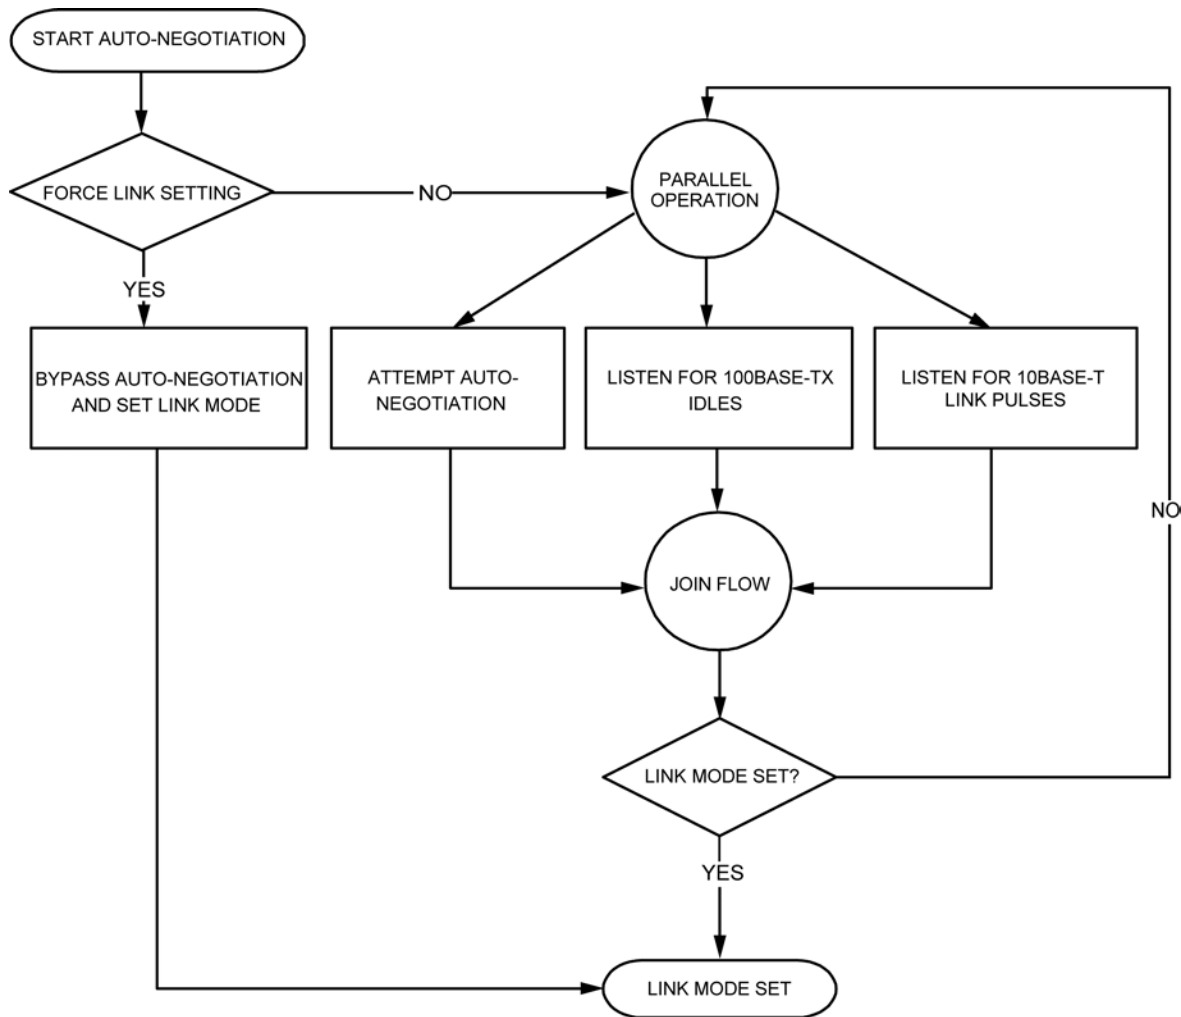 START AUTO-NEGOTIATION
FORCE LINK SETTING
NO
PARALLEL
OPERATION
YES
BYPASS AUTO-NEGOTIATION
AND SET LINK MODE
ATTEMPT AUTO-
NEGOTIATION
LISTEN FOR 100BASE-TX
IDLES
LISTEN FOR 10BASE-T
LINK PULSES
NO
JOIN FLOW
LINK MODE SET?
YES
LINK MODE SET